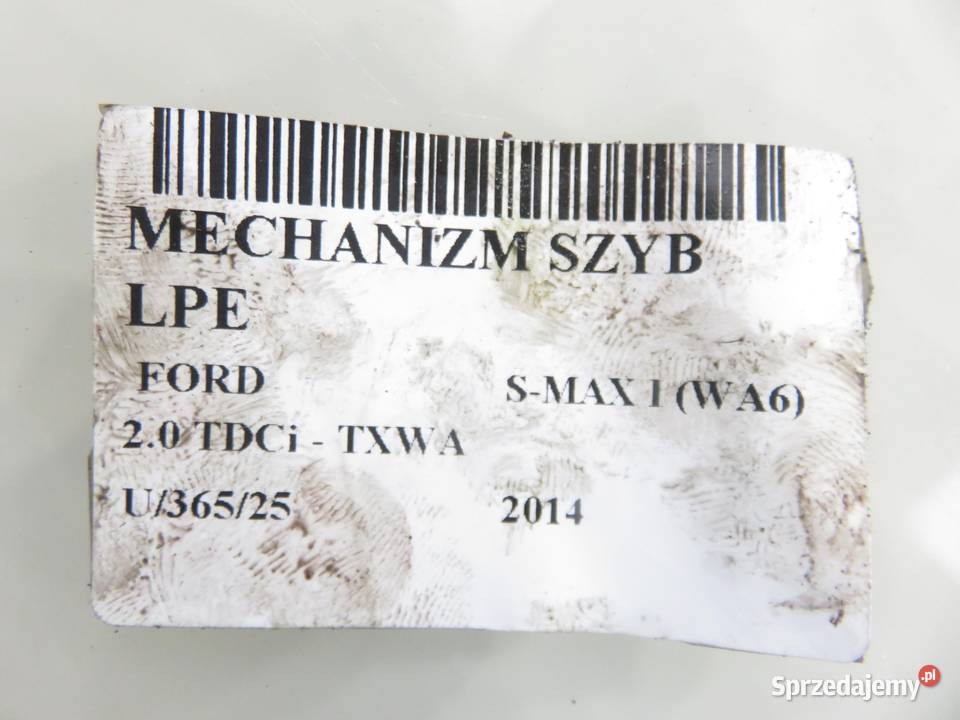 MECHANIZM SZYB
LPE
FORD S-MAX I (WA6)
2.0 TDCi - TXWA
U/365/25 2014
Sprzedajemy.pl